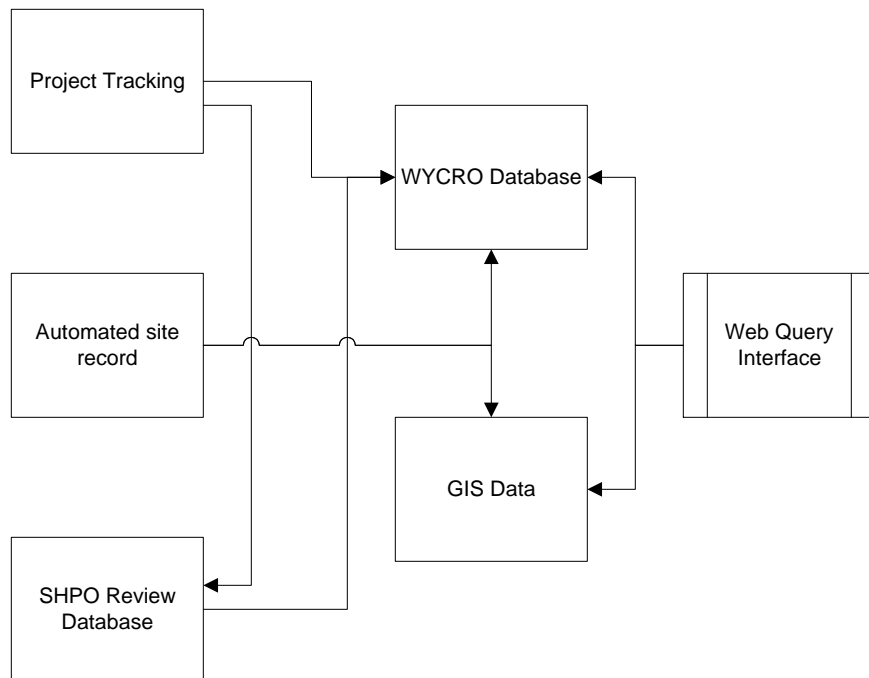 Project Tracking
WYCRO Database
Automated site
record
Web Query
Interface
GIS Data
SHPO Review
Database